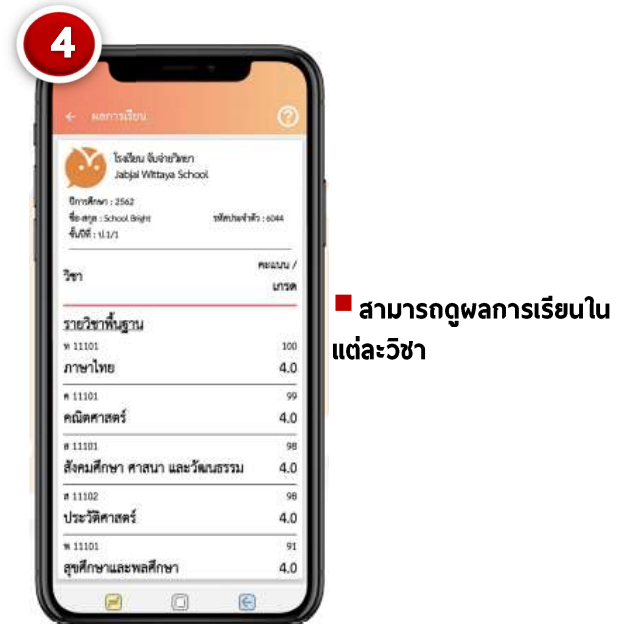 4
ผลการเรียน
โรงเรียน จับจ่ายวิทยา
Jabjai Wittaya School
ปีการศึกษา : 2562
ชื่อ-สกุล : School Bright รหัสประจำตัว : 6044
ชั้นปีที่ : ป.1/1
วิชา คะแนน /
เกรด
รายวิชาพื้นฐาน
ท 11101 100
ภาษาไทย 4.0
ค 11101 99
คณิตศาสตร์ 4.0
ส 11101 98
สังคมศึกษา ศาสนา และวัฒนธรรม 4.0
ส 11102 98
ประวัติศาสตร์ 4.0
พ 11101 91
สุขศึกษาและพลศึกษา 4.0
สามารถดูผลการเรียนใน
แต่ละวิชา